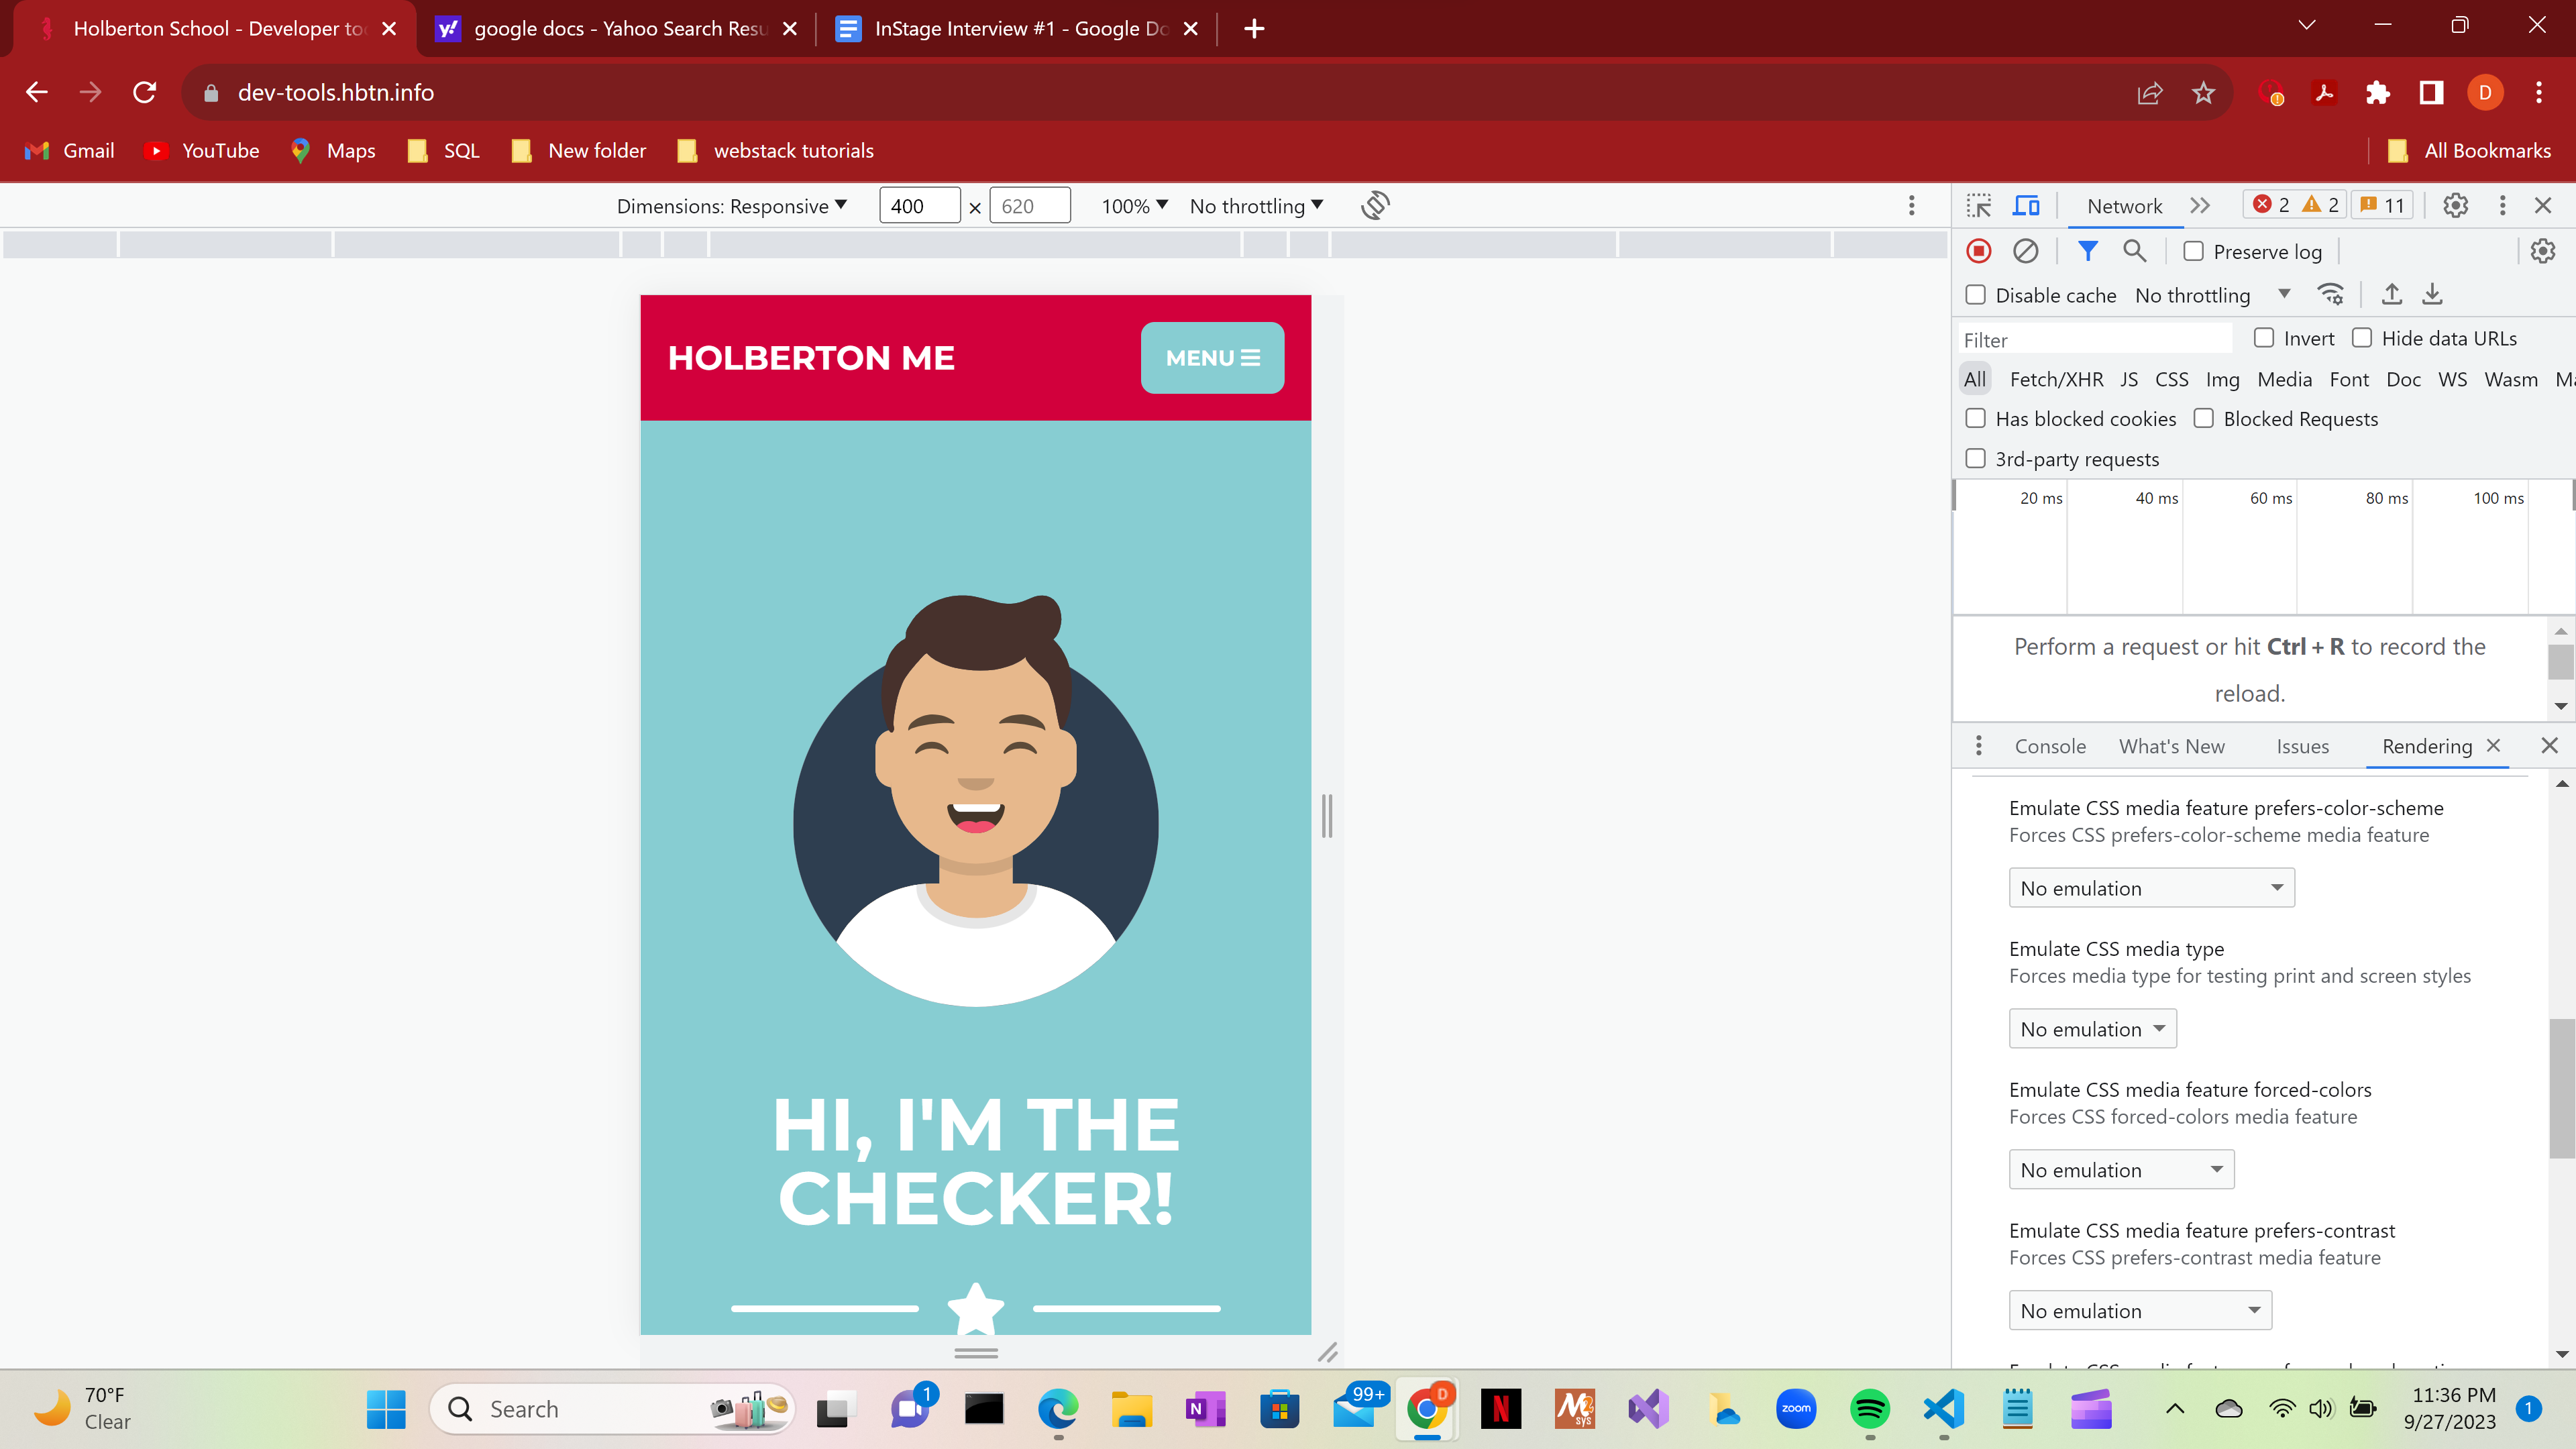 Holberton School - Developer to
google docs - Yahoo Search Resu
InStage Interview #1 - Google Do
dev-tools.hbtn.info
D
Gmail
YouTube
Maps
SQL
New folder
webstack tutorials
All Bookmarks
Dimensions: Responsive
400 × 620
100%
No throttling
Network
2
2
11
Preserve log
Disable cache
No throttling
Filter
Invert
Hide data URLs
All Fetch/XHR JS CSS Img Media Font Doc WS Wasm Ma
Has blocked cookies
Blocked Requests
3rd-party requests
20 ms 40 ms 60 ms 80 ms 100 ms
Perform a request or hit Ctrl + R to record the
reload.
Console What's New Issues Rendering
Emulate CSS media feature prefers-color-scheme
Forces CSS prefers-color-scheme media feature
No emulation
Emulate CSS media type
Forces media type for testing print and screen styles
No emulation
Emulate CSS media feature forced-colors
Forces CSS forced-colors media feature
No emulation
Emulate CSS media feature prefers-contrast
Forces CSS prefers-contrast media feature
No emulation
HOLBERTON ME
MENU
HI, I'M THE
CHECKER!
70°F
Clear
Search
1
N
99+
D
N
M2
sys
zoom
11:36 PM
9/27/2023
1